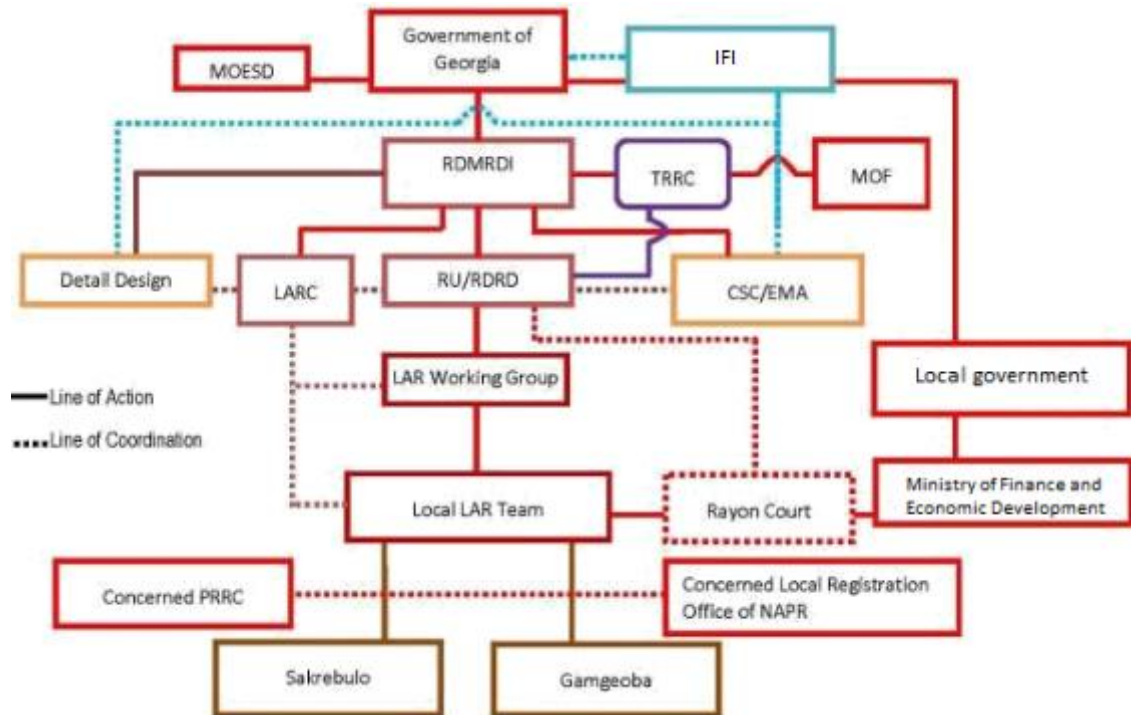 Government of
Georgia
IFI
MOESD
RDMRDI
TRRC
MOF
Detail Design
LARC
RU/RDRD
CSC/EMA
LAR Working Group
Local government
Line of Action
Line of Coordination
Local LAR Team
Rayon Court
Ministry of Finance and
Economic Development
Concerned PRRC
Concerned Local Registration
Office of NAPR
Sakrebulo
Gamgeoba